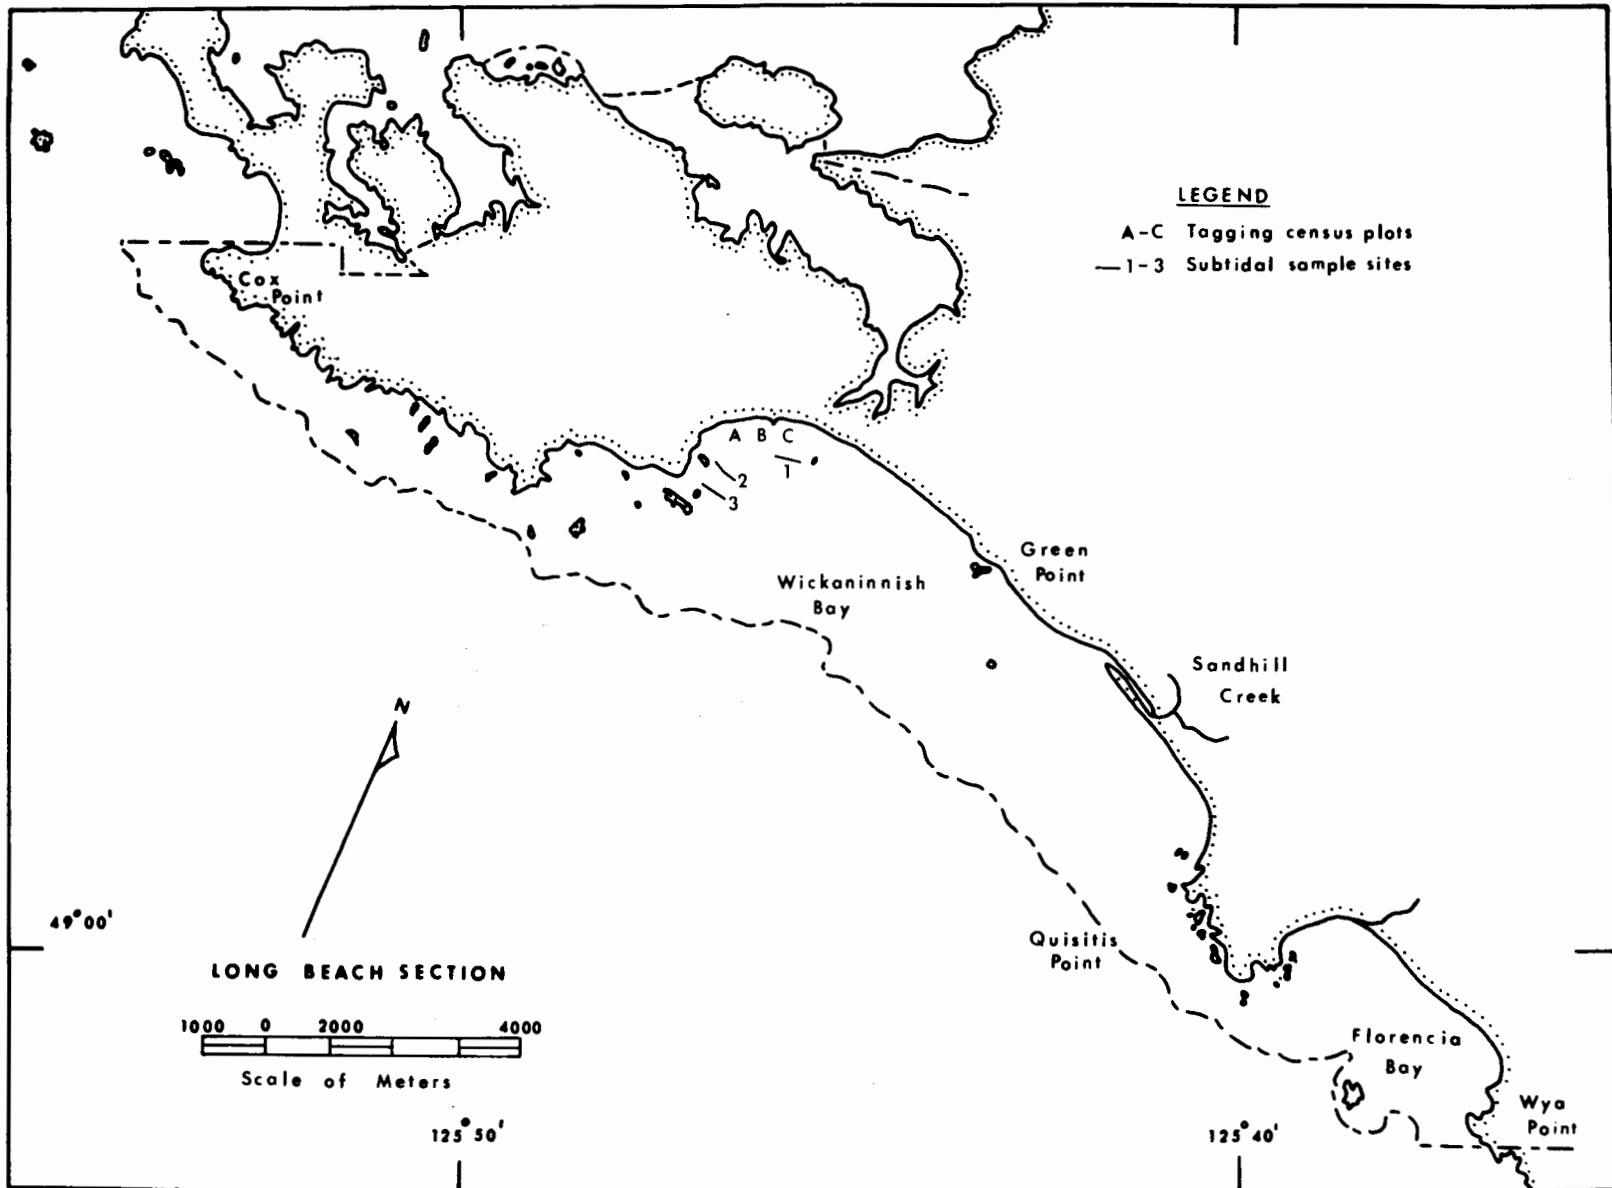 LEGEND
A-C Tagging census plots
1-3 Subtidal sample sites
Cox
Point
A B C
1
2
3
Green
Point
Wickaninnish
Bay
Sandhill
Creek
N
49°00'
Quisitis
Point
LONG BEACH SECTION
1000 0 2000 4000
Scale of Meters
Florencia
Bay
Wya
Point
125°50'
125°40'